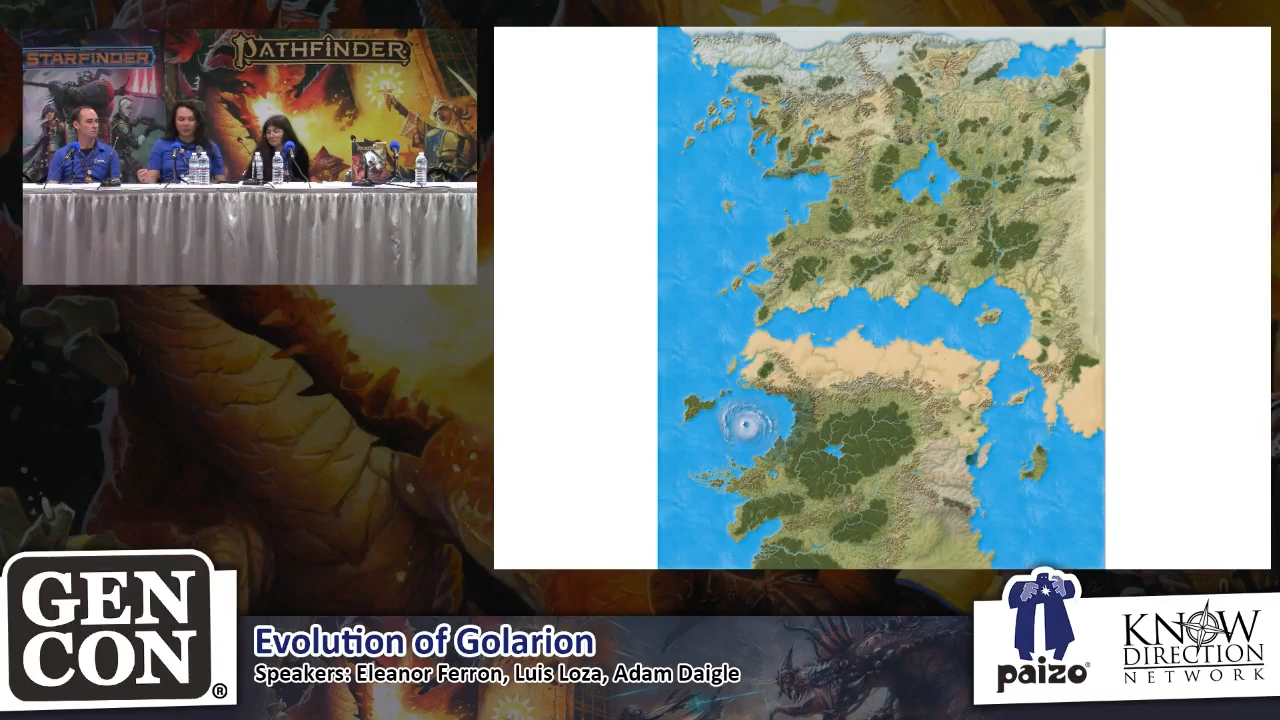 STARFINDER
PATHFINDER
GEN
CON®
Evolution of Golarion
Speakers: Eleanor Ferron, Luis Loza, Adam Daigle
paizo®
KNOW
DIRECTION
NETWORK